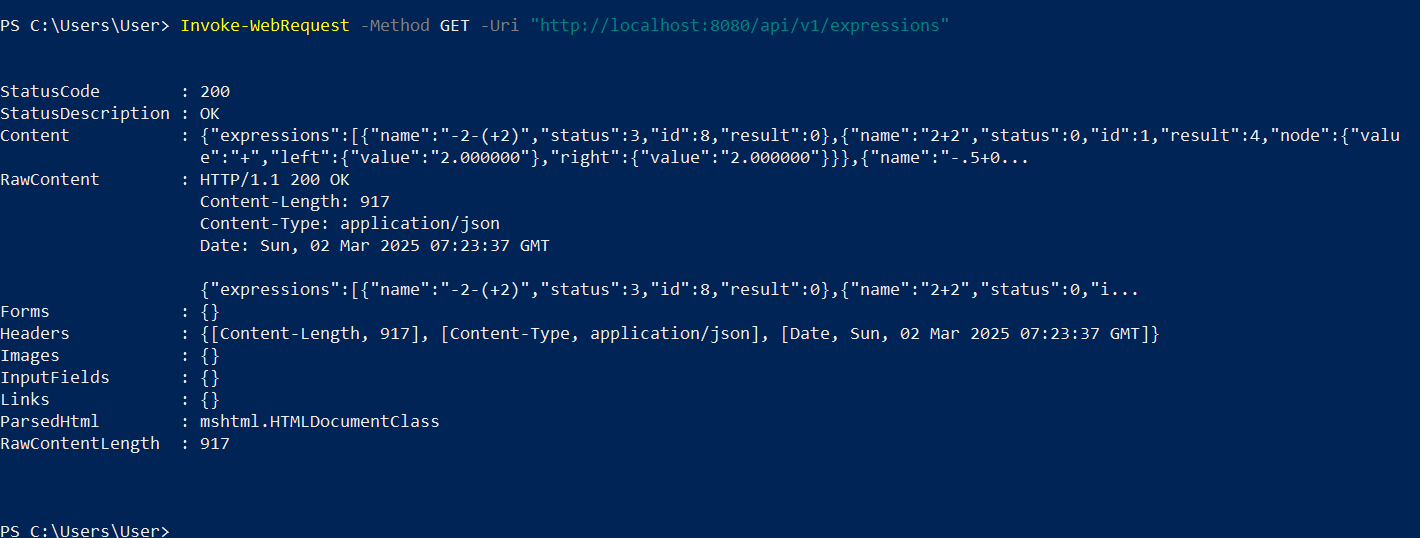 PS C:\Users\User> Invoke-WebRequest -Method GET -Uri "http://localhost:8080/api/v1/expressions"
StatusCode        : 200
StatusDescription : OK
Content           : {"expressions":[{"name":"-2-(+2)","status":3,"id":8,"result":0},{"name":"2+2","status":0,"id":1,"result":4,"node":{"valu
                    e":"+","left":{"value":"2.000000"},"right":{"value":"2.000000"}}},{"name":"-.5+0...
RawContent        : HTTP/1.1 200 OK
                    Content-Length: 917
                    Content-Type: application/json
                    Date: Sun, 02 Mar 2025 07:23:37 GMT
                    {"expressions":[{"name":"-2-(+2)","status":3,"id":8,"result":0},{"name":"2+2","status":0,"i...
Forms             : {}
Headers           : {[Content-Length, 917], [Content-Type, application/json], [Date, Sun, 02 Mar 2025 07:23:37 GMT]}
Images            : {}
InputFields       : {}
Links             : {}
ParsedHtml        : mshtml.HTMLDocumentClass
RawContentLength  : 917
PS C:\Users\User>